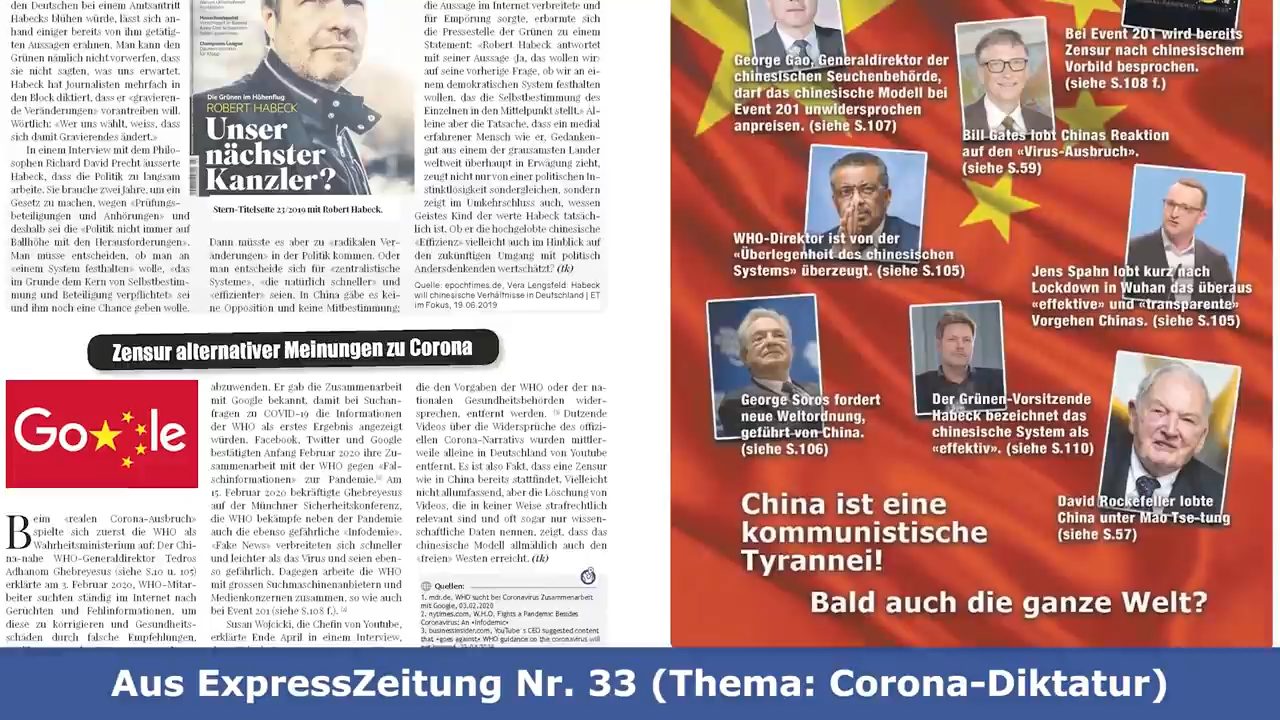 den Deutschen bei einem Amtsantritt
Habecks blühen würde, lässt sich an-
hand einiger bereits von ihm getätig-
ten Aussagen erahnen. Man kann den
Grünen nämlich nicht vorwerfen, dass
sie nicht sagten, was uns erwartet.
Habeck hat Journalisten mehrfach in
den Block diktiert, dass er «gravieren-
de Veränderungen» vorantreiben will.
Wörtlich: «Wer uns wählt, weiss, dass
sich damit Gravierendes ändert.»
In einem Interview mit dem Philo-
sophen Richard David Precht äusserte
Habeck, dass die Politik zu langsam
arbeite. Sie brauche zwei Jahre, um ein
Gesetz zu machen, wegen «Prüfungs-
beteiligungen und Anhörungen» und
deshalb sei die «Politik nicht immer auf
Ballhöhe mit den Herausforderungen».
Man müsse entscheiden, ob man an
«einem System festhalten» wolle, «das
im Grunde dem Kern von Selbstbestim-
mung und Beteiligung verpflichtet» sei
und ihm noch eine Chance geben wolle.
Champions League
Die Grünen im Höhenflug
ROBERT HABECK
Unser
nächster
Kanzler?
Stern-Titelseite 23/2019 mit Robert Habeck.
Dann müsste es aber zu «radikalen Ver-
änderungen» in der Politik kommen. Oder
man entscheide sich für «zentralistische
Systeme», «die natürlich schneller» und
«effizienter» seien. In China gäbe es kei-
ne Opposition und keine Mitbestimmung;
die Aussage im Internet verbreitete und
für Empörung sorgte, erbarmte sich
die Pressestelle der Grünen zu einem
Statement: «Robert Habeck antwortet
mit seiner Aussage ‚Ja, das wollen wir‘
auf seine vorherige Frage, ob wir an ei-
nem demokratischen System festhalten
wollen, das die Selbstbestimmung des
Einzelnen in den Mittelpunkt stellt.» Al-
leine aber die Tatsache, dass ein medial
erfahrener Mensch wie er, Gedanken-
gut aus einem der grausamsten Länder
weltweit überhaupt in Erwägung zieht,
zeugt nicht nur von einer politischen In-
stinktlösigkeit sondergleichen, sondern
zeigt im Umkehrschluss auch, wessen
Geistes Kind der werte Habeck tatsäch-
lich ist. Ob er die hochgelobte chinesische
«Effizienz» vielleicht auch im Hinblick auf
den zukünftigen Umgang mit politisch
Andersdenkenden wertschätzt? (tk)
Quelle: epochtimes.de, Vera Lengsfeld: Habeck
will chinesische Verhältnisse in Deutschland | ET
im Fokus, 19.06.2019
Zensur alternativer Meinungen zu Corona
Google
Beim «realen Corona-Ausbruch»
spielte sich zuerst die WHO als
Wahrheitsministerium auf: Der Chi-
na-nahe WHO-Generaldirektor Tedros
Adhanom Ghebreyesus (siehe S.10 u. 105)
erklärte am 3. Februar 2020, WHO-Mitar-
beiter suchten ständig im Internet nach
Gerüchten und Fehlinformationen, um
diese zu korrigieren und Gesundheits-
schäden durch falsche Empfehlungen,
abzuwenden. Er gab die Zusammenarbeit
mit Google bekannt, damit bei Suchan-
fragen zu COVID-19 die Informationen
der WHO als erstes Ergebnis angezeigt
würden. Facebook, Twitter und Google
bestätigten Anfang Februar 2020 ihre Zu-
sammenarbeit mit der WHO gegen «Fal-
schinformationen» zur Pandemie.[1] Am
15. Februar 2020 bekräftigte Ghebreyesus
auf der Münchner Sicherheitskonferenz,
die WHO bekämpfe neben der Pandemie
auch die ebenso gefährliche «Infodemie».
«Fake News» verbreiteten sich schneller
und leichter als das Virus und seien eben-
so gefährlich. Dagegen arbeite die WHO
mit grossen Suchmaschinenanbietern und
Medienkonzernen zusammen, so wie auch
bei Event 201 (siehe S.108 f.). [2]
Susan Wojcicki, die Chefin von Youtube,
erklärte Ende April in einem Interview,
die den Vorgaben der WHO oder der na-
tionalen Gesundheitsbehörden wider-
sprechen, entfernt werden. [3] Dutzende
Videos über die Widersprüche des offizi-
ellen Corona-Narrativs wurden mittler-
weile alleine in Deutschland von Youtube
entfernt. Es ist also Fakt, dass eine Zensur
wie in China bereits stattfindet. Vielleicht
nicht allumfassend, aber die Löschung von
Videos, die in keiner Weise strafrechtlich
relevant sind und oft sogar nur wissen-
schaftliche Daten nennen, zeigt, dass das
chinesische Modell allmählich auch den
«freien» Westen erreicht. (tk)
Quellen:
1. mdr.de, WHO sucht bei Coronavirus Zusammenarbeit
mit Google, 03.02.2020
2. nytimes.com, W.H.O. Fights a Pandemic Besides
Coronavirus: An «Infodemic»
3. businessinsider.com, YouTube's CEO suggested content
that «goes against» WHO guidance on the coronavirus will
George Gao, Generaldirektor der
chinesischen Seuchenbehörde,
darf das chinesische Modell bei
Event 201 unwidersprochen
anpreisen. (siehe S.107)
Bei Event 201 wird bereits
Zensur nach chinesischem
Vorbild besprochen.
(siehe S.108 f.)
Bill Gates lobt Chinas Reaktion
auf den «Virus-Ausbruch».
(siehe S.59)
WHO-Direktor ist von der
«Überlegenheit des chinesischen
Systems» überzeugt. (siehe S.105)
Jens Spahn lobt kurz nach
Lockdown in Wuhan das überaus
«effektive» und «transparente»
Vorgehen Chinas. (siehe S.105)
George Soros fordert
neue Weltordnung,
geführt von China.
(siehe S.106)
Der Grünen-Vorsitzende
Habeck bezeichnet das
chinesische System als
«effektiv». (siehe S.110)
David Rockefeller lobte
China unter Mao Tse-tung
(siehe S.57)
China ist eine
kommunistische
Tyrannei!
Bald auch die ganze Welt?
Aus ExpressZeitung Nr. 33 (Thema: Corona-Diktatur)